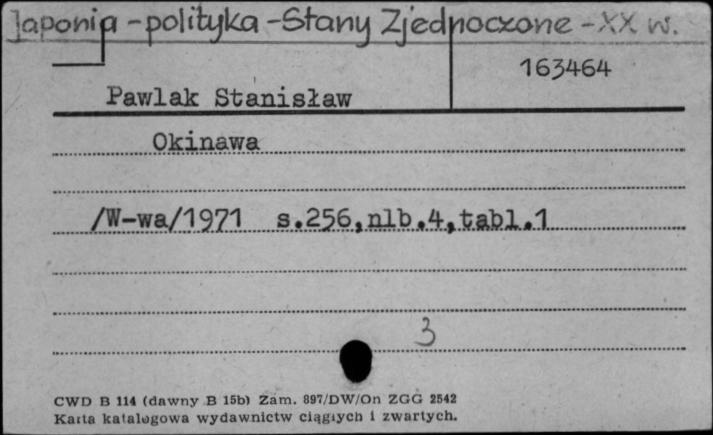 Japonia - polityka - Stany Zjednoczone - XX w.
163464
Pawlak Stanisław
Okinawa
/W-wa/1971 s.256,nlb.4,tabl.1
3
CWD B 114 (dawny B 15b) Zam. 897/DW/On ZGG 2542
Karta katalogowa wydawnictw ciągłych i zwartych.